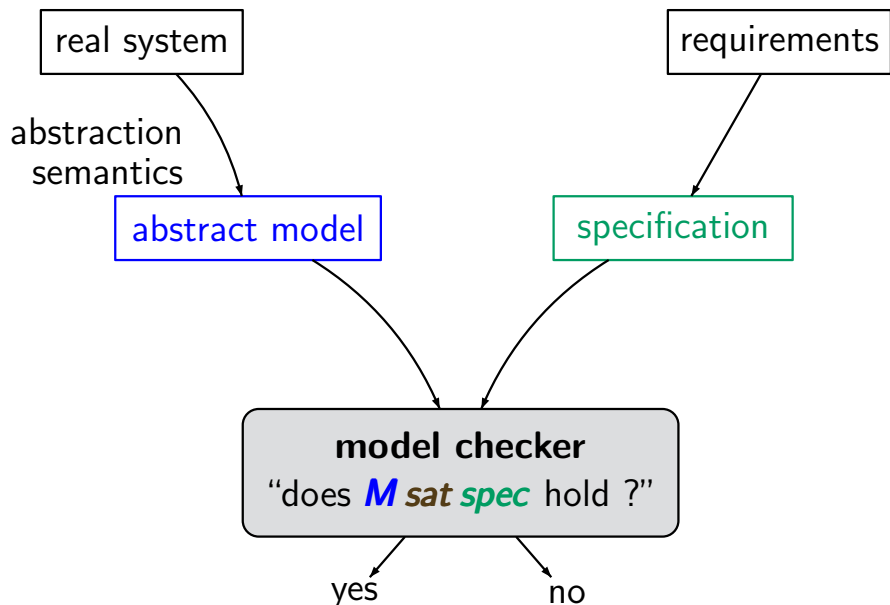 real system
requirements
abstraction
semantics
abstract model
specification
model checker
“does M sat spec hold ?”
yes
no